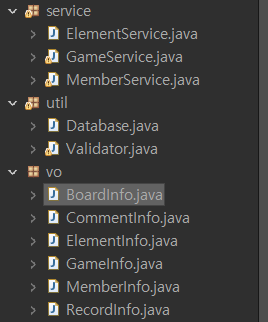 service
ElementService.java
GameService.java
MemberService.java
util
Database.java
Validator.java
vo
BoardInfo.java
CommentInfo.java
ElementInfo.java
GameInfo.java
MemberInfo.java
RecordInfo.java